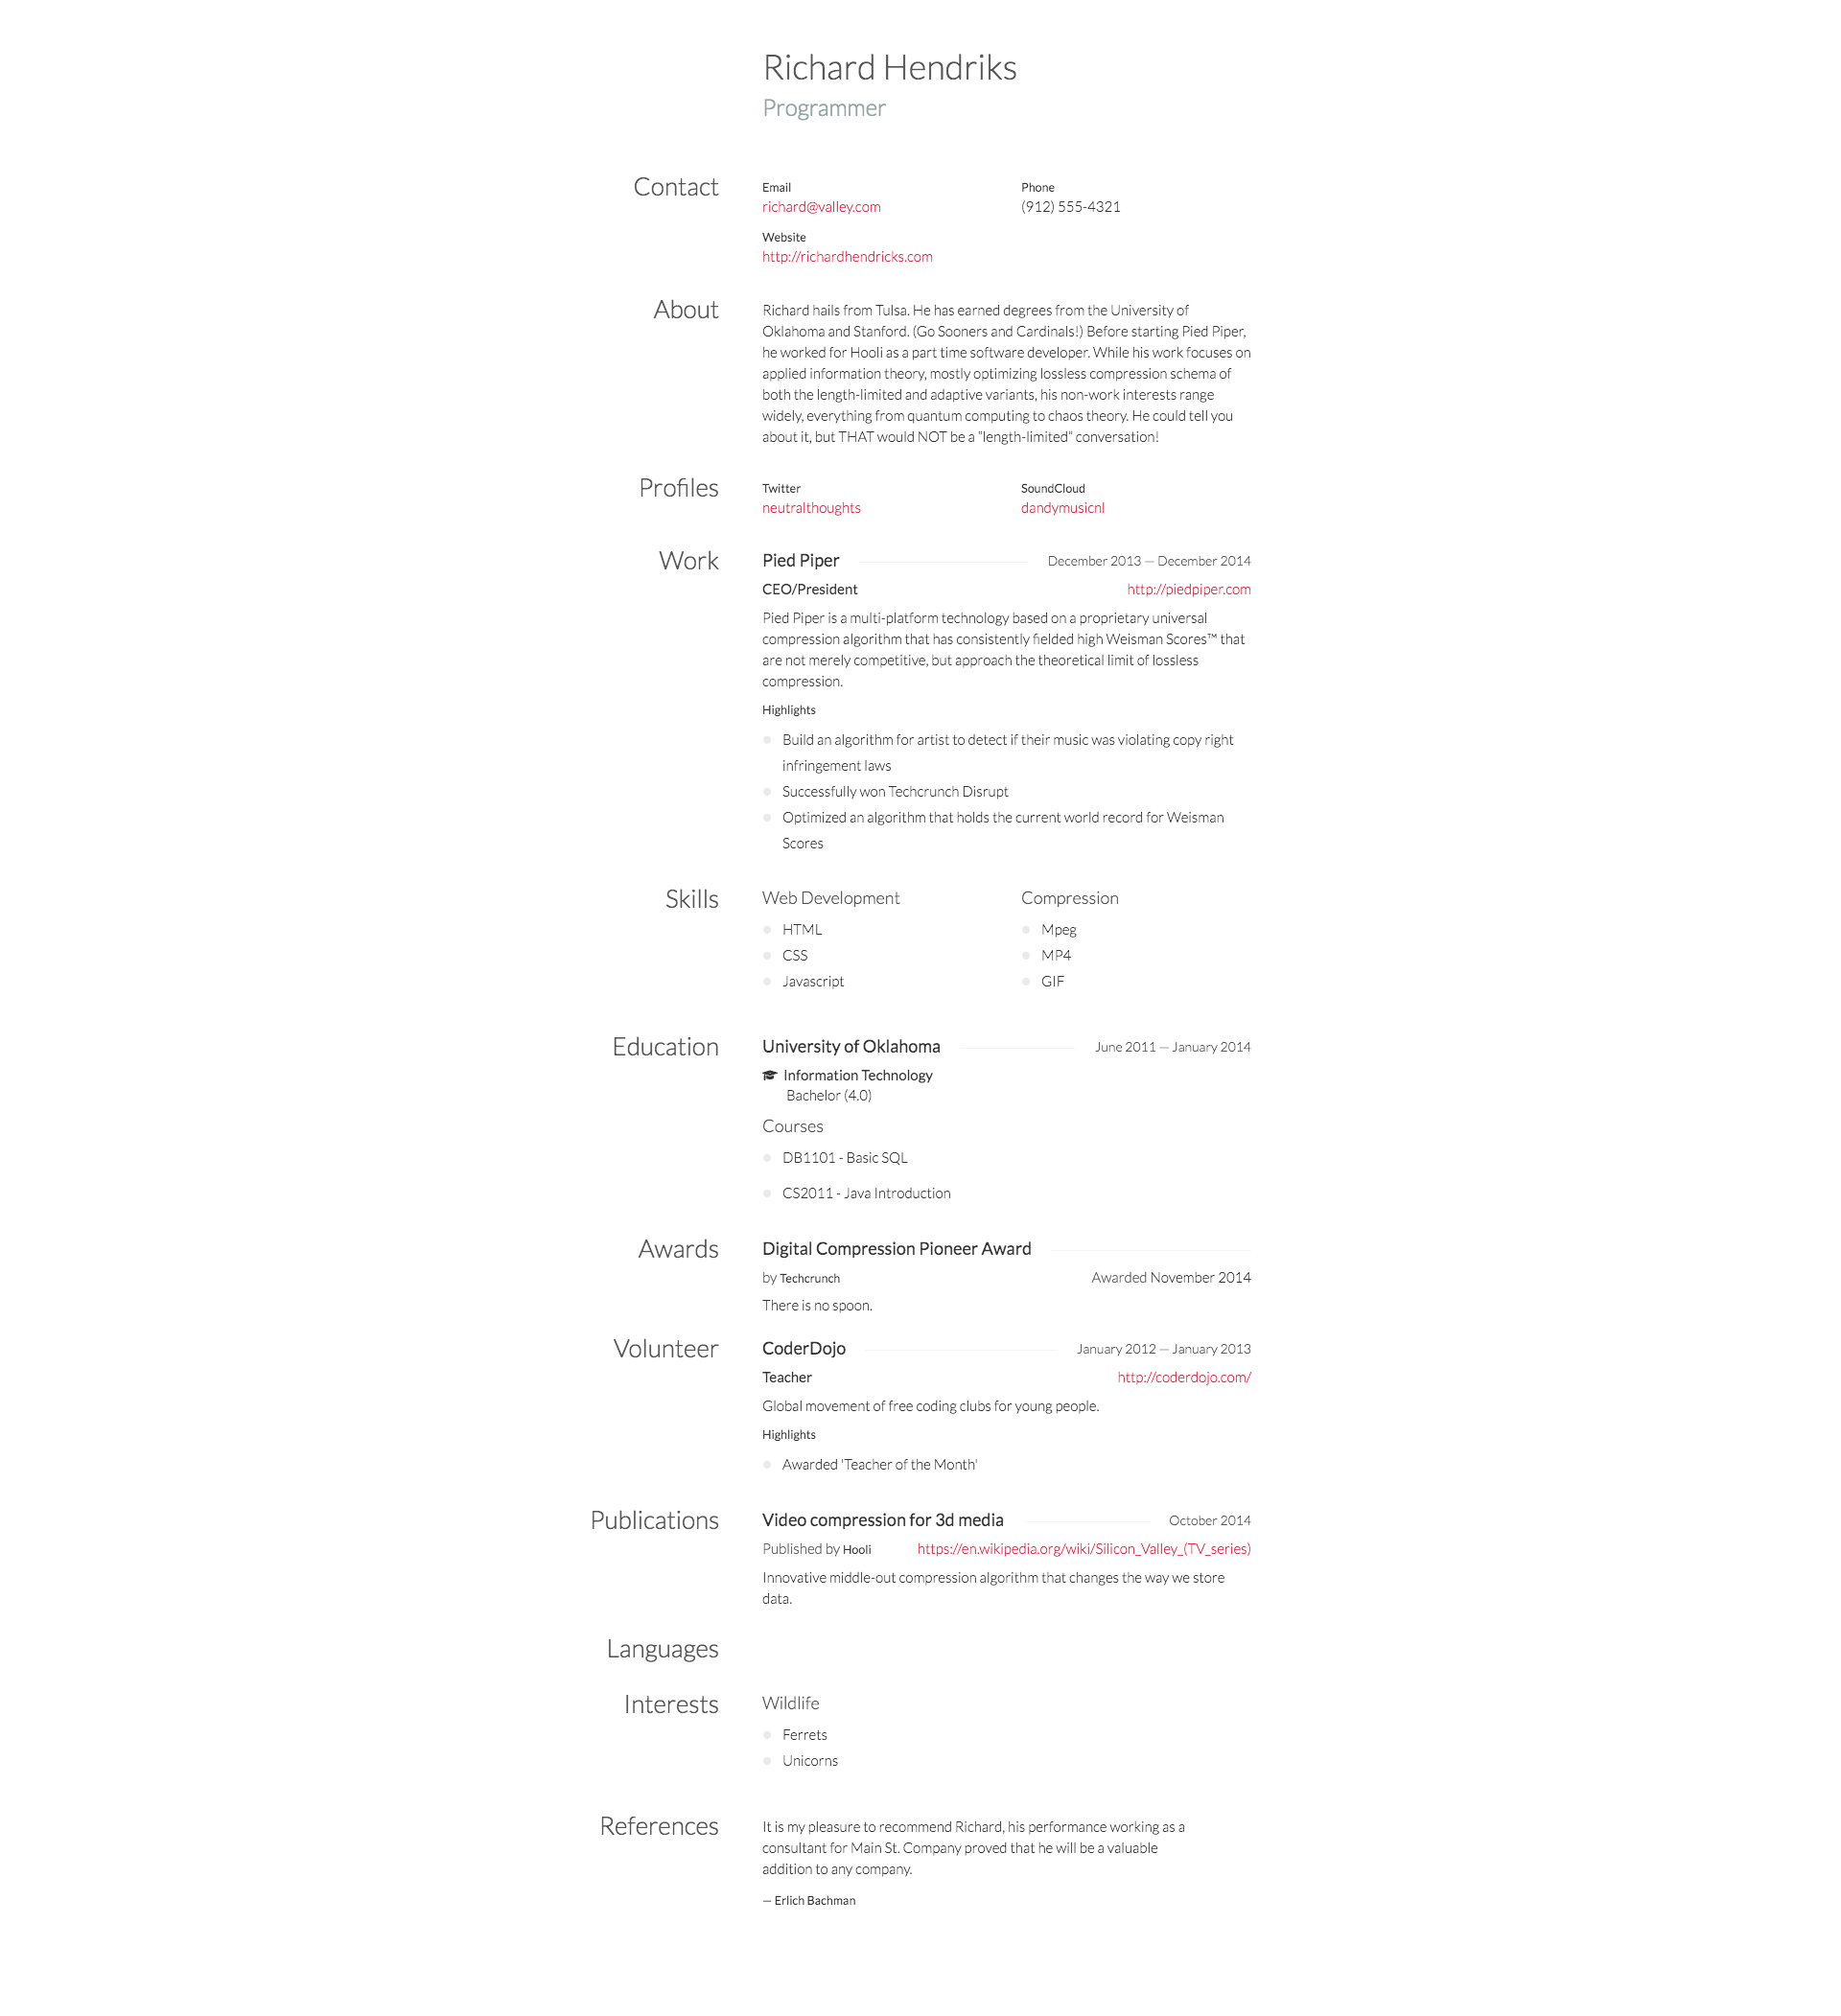 Richard Hendriks
Programmer
Contact
Email
richard@valley.com
Phone
(912) 555-4321
Website
http://richardhendricks.com
About
Richard hails from Tulsa. He has earned degrees from the University of
Oklahoma and Stanford. (Go Sooners and Cardinals!) Before starting Pied Piper,
he worked for Hooli as a part time software developer. While his work focuses on
applied information theory, mostly optimizing lossless compression schema of
both the length-limited and adaptive variants, his non-work interests range
widely, everything from quantum computing to chaos theory. He could tell you
about it, but THAT would NOT be a "length-limited" conversation!
Profiles
Twitter
neutralthoughts
SoundCloud
dandymusicnl
Work
Pied Piper December 2013 — December 2014
CEO/President http://piedpiper.com
Pied Piper is a multi-platform technology based on a proprietary universal
compression algorithm that has consistently fielded high Weisman Scores™ that
are not merely competitive, but approach the theoretical limit of lossless
compression.
Highlights
Build an algorithm for artist to detect if their music was violating copy right
infringement laws
Successfully won Techcrunch Disrupt
Optimized an algorithm that holds the current world record for Weisman
Scores
Skills
Web Development
HTML
CSS
Javascript
Compression
Mpeg
MP4
GIF
Education
University of Oklahoma June 2011 — January 2014
Information Technology
Bachelor (4.0)
Courses
DB1101 - Basic SQL
CS2011 - Java Introduction
Awards
Digital Compression Pioneer Award
by Techcrunch Awarded November 2014
There is no spoon.
Volunteer
CoderDojo January 2012 — January 2013
Teacher http://coderdojo.com/
Global movement of free coding clubs for young people.
Highlights
Awarded 'Teacher of the Month'
Publications
Video compression for 3d media October 2014
Published by Hooli https://en.wikipedia.org/wiki/Silicon_Valley_(TV_series)
Innovative middle-out compression algorithm that changes the way we store
data.
Languages
Interests
Wildlife
Ferrets
Unicorns
References
It is my pleasure to recommend Richard, his performance working as a
consultant for Main St. Company proved that he will be a valuable
addition to any company.
— Erlich Bachman